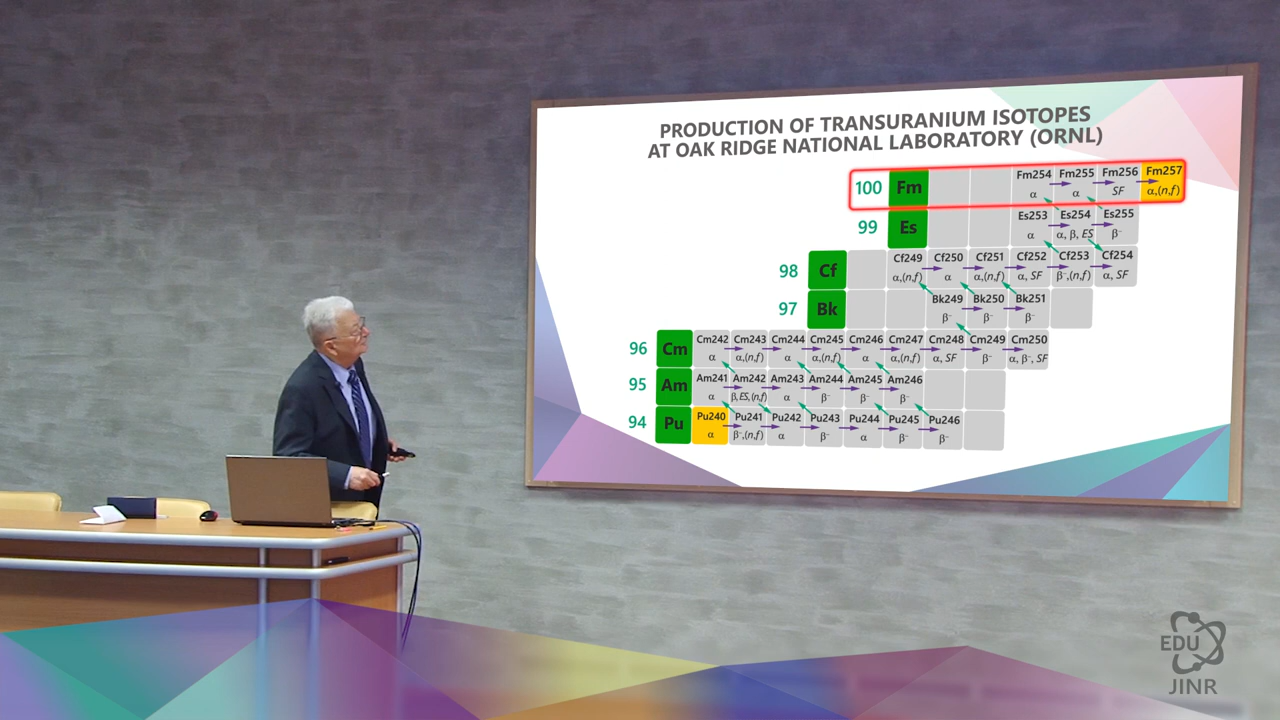 PRODUCTION OF TRANSURANIUM ISOTOPES
AT OAK RIDGE NATIONAL LABORATORY (ORNL)
100 Fm Fm254 Fm255 Fm256 Fm257
α α SF α,(n,f)
99 Es Es253 Es254 Es255
α α, β, ES β⁻
98 Cf Cf249 Cf250 Cf251 Cf252 Cf253 Cf254
α,(n,f) α α,(n,f) α, SF β⁻,(n,f) α, SF
97 Bk Bk249 Bk250 Bk251
β⁻ β⁻ β⁻
96 Cm Cm242 Cm243 Cm244 Cm245 Cm246 Cm247 Cm248 Cm249 Cm250
α α,(n,f) α α,(n,f) α α,(n,f) α, SF β⁻ α, β⁻, SF
95 Am Am241 Am242 Am243 Am244 Am245 Am246
α β,ES,(n,f) α β⁻ β⁻ β⁻
94 Pu Pu240 Pu241 Pu242 Pu243 Pu244 Pu245 Pu246
α β⁻,(n,f) α β⁻ α β⁻ β⁻
EDU
JINR